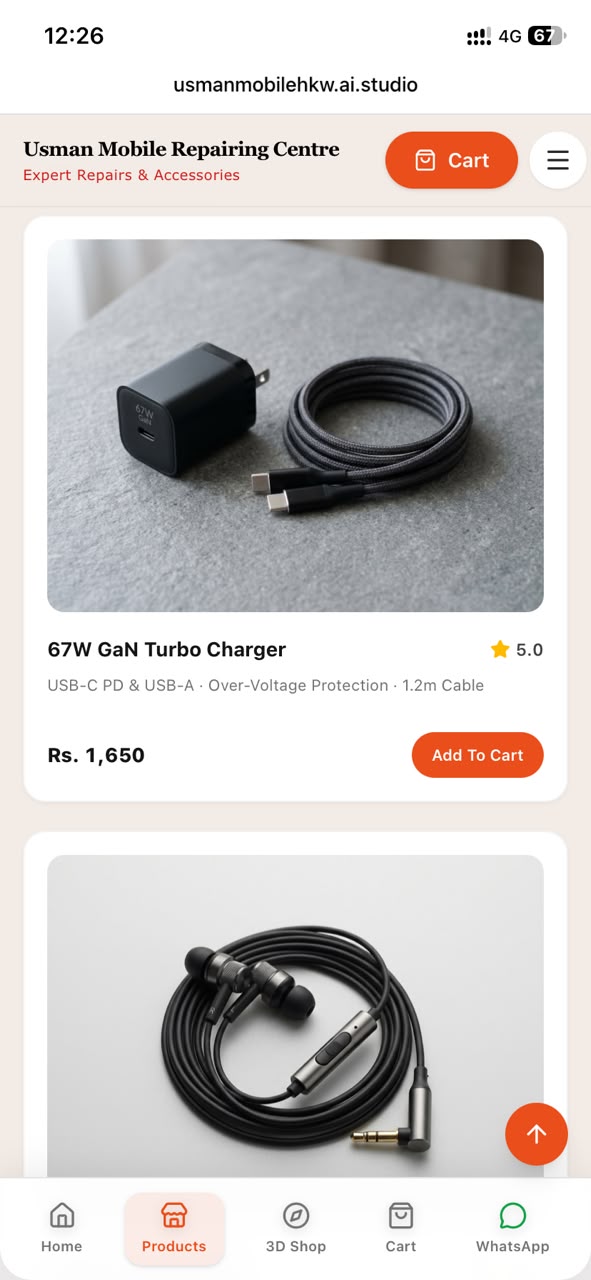 12:26
4G 67
usmanmobilehkw.ai.studio
Usman Mobile Repairing Centre
Expert Repairs & Accessories
Cart
67W
GaN
67W GaN Turbo Charger
5.0
USB-C PD & USB-A · Over-Voltage Protection · 1.2m Cable
Rs. 1,650
Add To Cart
R
Home
Products
3D Shop
Cart
WhatsApp